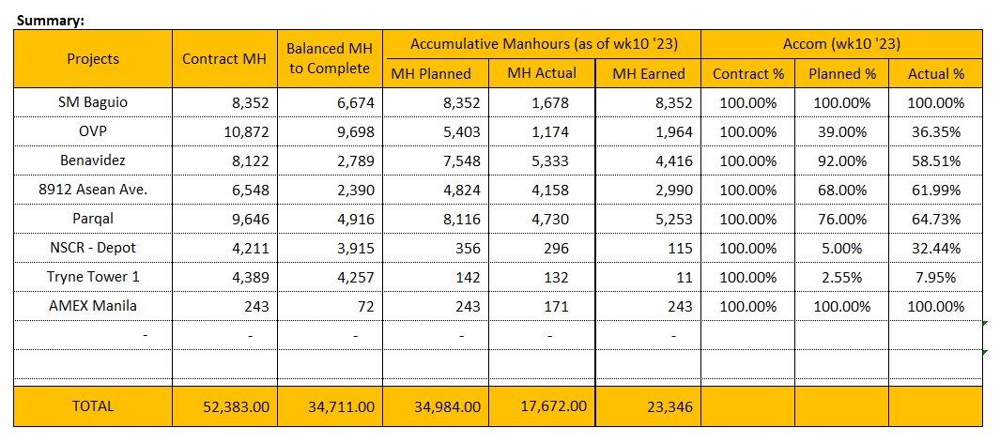 Summary:
Projects Contract MH Balanced MH to Complete Accumulative Manhours (as of wk10 '23) Accom (wk10 '23)
MH Planned MH Actual MH Earned Contract % Planned % Actual %
SM Baguio 8,352 6,674 8,352 1,678 8,352 100.00% 100.00% 100.00%
OVP 10,872 9,698 5,403 1,174 1,964 100.00% 39.00% 36.35%
Benavidez 8,122 2,789 7,548 5,333 4,416 100.00% 92.00% 58.51%
8912 Asean Ave. 6,548 2,390 4,824 4,158 2,990 100.00% 68.00% 61.99%
Parqal 9,646 4,916 8,116 4,730 5,253 100.00% 76.00% 64.73%
NSCR - Depot 4,211 3,915 356 296 115 100.00% 5.00% 32.44%
Tryne Tower 1 4,389 4,257 142 132 11 100.00% 2.55% 7.95%
AMEX Manila 243 72 243 171 243 100.00% 100.00% 100.00%
- - - - - -
TOTAL 52,383.00 34,711.00 34,984.00 17,672.00 23,346